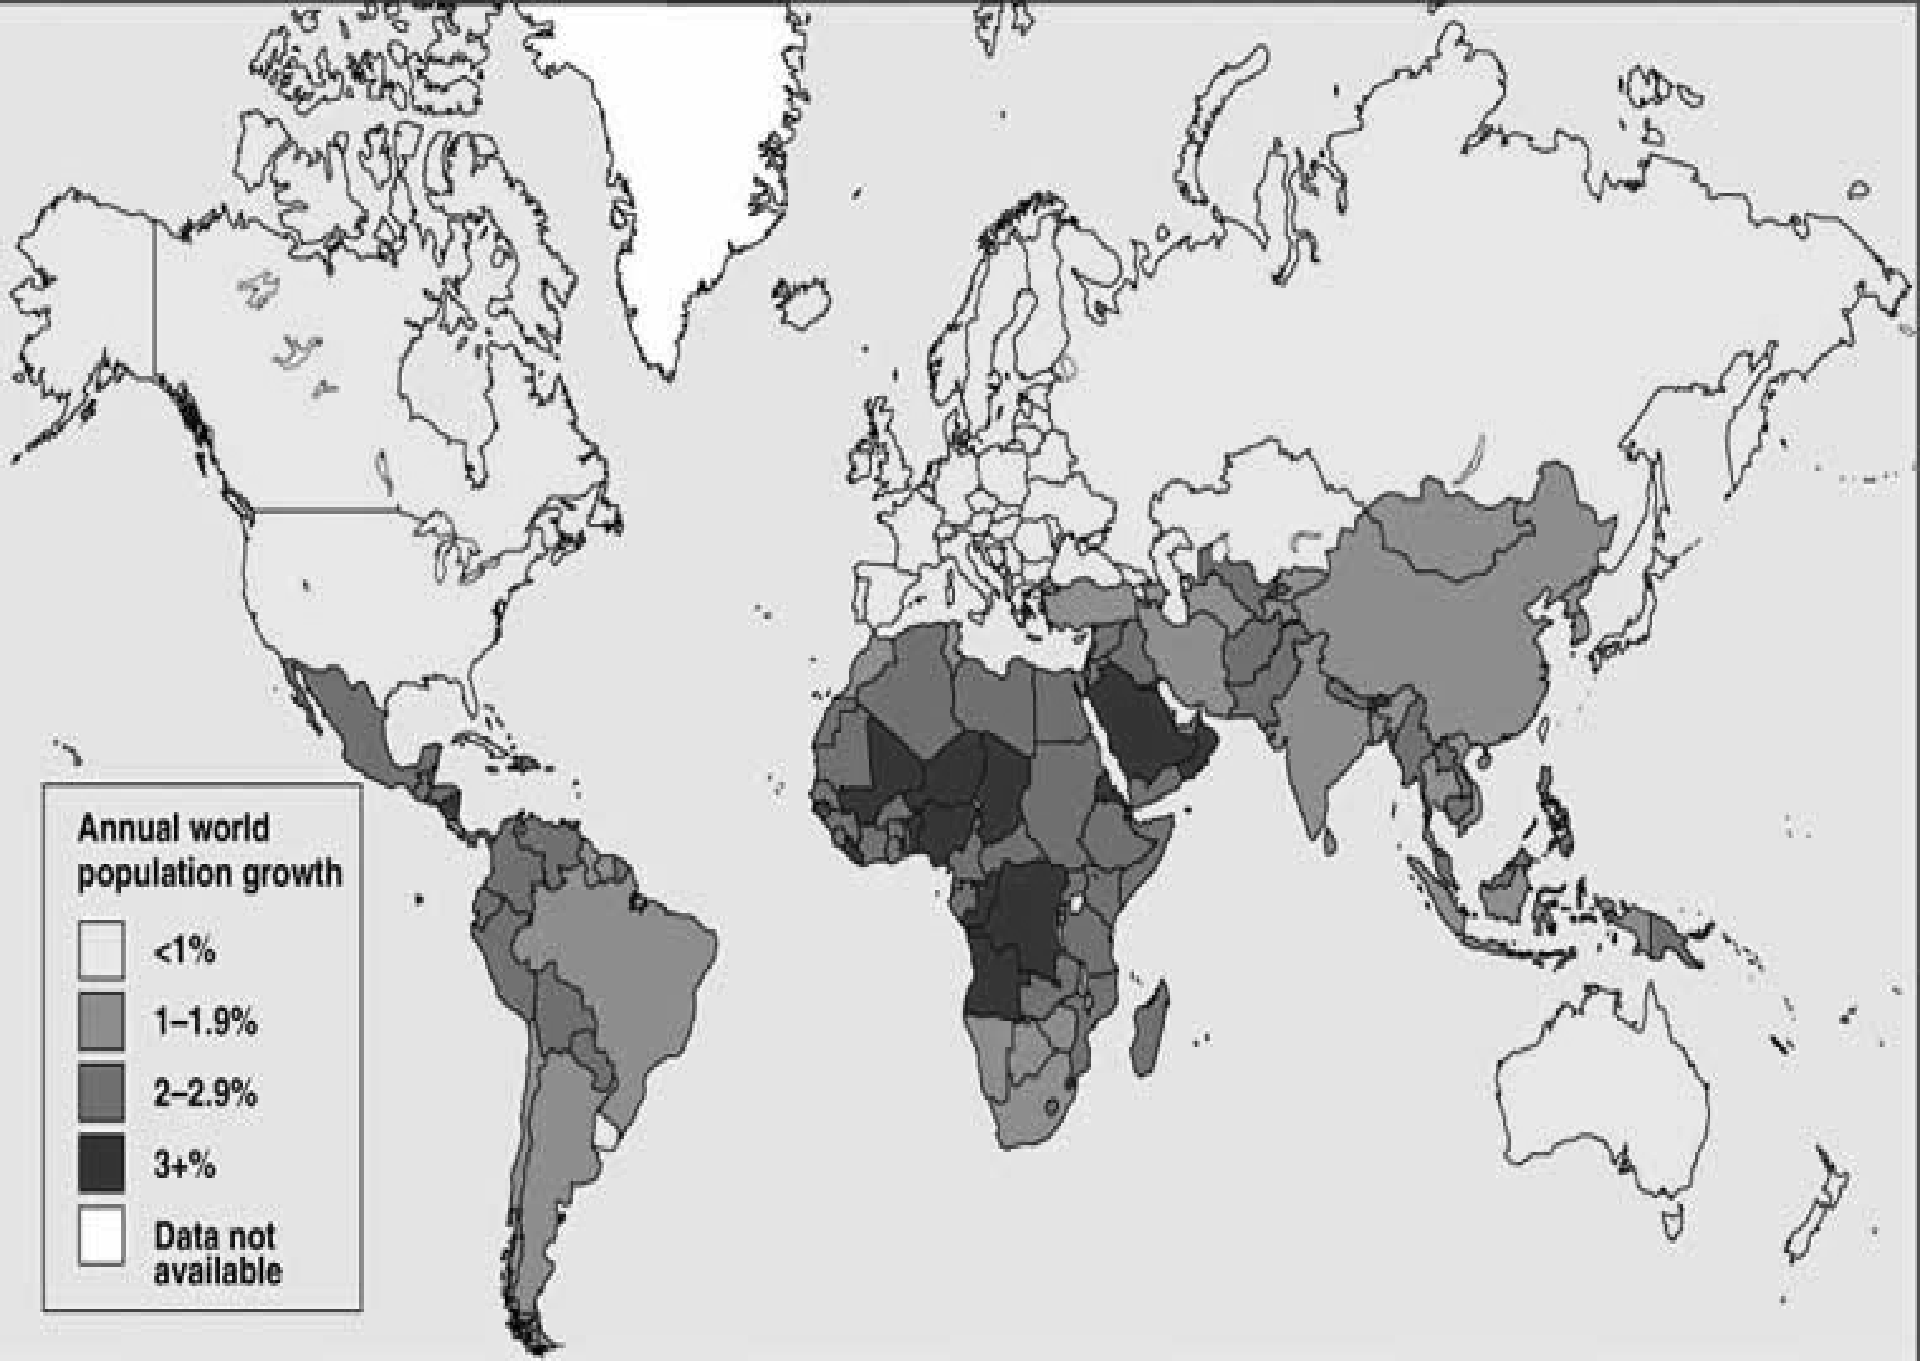 Annual world
population growth
<1%
1–1.9%
2–2.9%
3+%
Data not
available